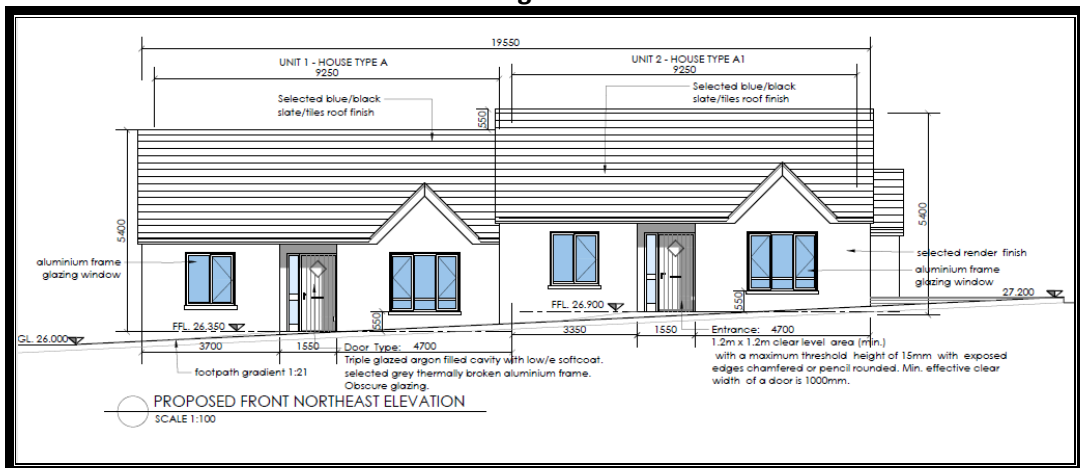 19550
UNIT 1 - HOUSE TYPE A
9250
UNIT 2 - HOUSE TYPE A1
9250
Selected blue/black
slate/tiles roof finish
550
Selected blue/black
slate/tiles roof finish
5400
5400
aluminium frame
glazing window
selected render finish
aluminium frame
glazing window
550
27.200
FFL. 26.900
FFL. 26.350
550
GL. 26.000
3700
1550
Door Type: 4700
Triple glazed argon filled cavity with low/e softcoat.
selected grey thermally broken aluminium frame.
Obscure glazing.
3350
1550
Entrance: 4700
1.2m x 1.2m clear level area (min.)
with a maximum threshold height of 15mm with exposed
edges chamfered or pencil rounded. Min. effective clear
width of a door is 1000mm.
footpath gradient 1:21
PROPOSED FRONT NORTHEAST ELEVATION
SCALE 1:100